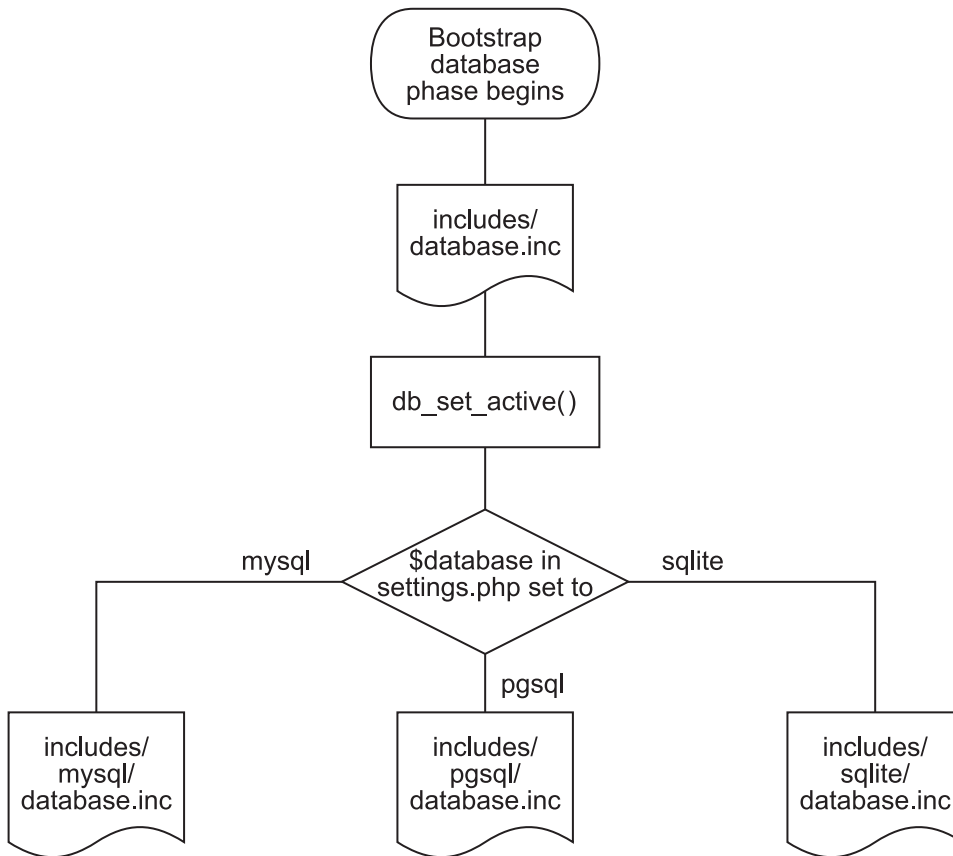 Bootstrap
database
phase begins
includes/
database.inc
db_set_active()
$database in
settings.php set to
mysql
sqlite
pgsql
includes/
mysql/
database.inc
includes/
pgsql/
database.inc
includes/
sqlite/
database.inc